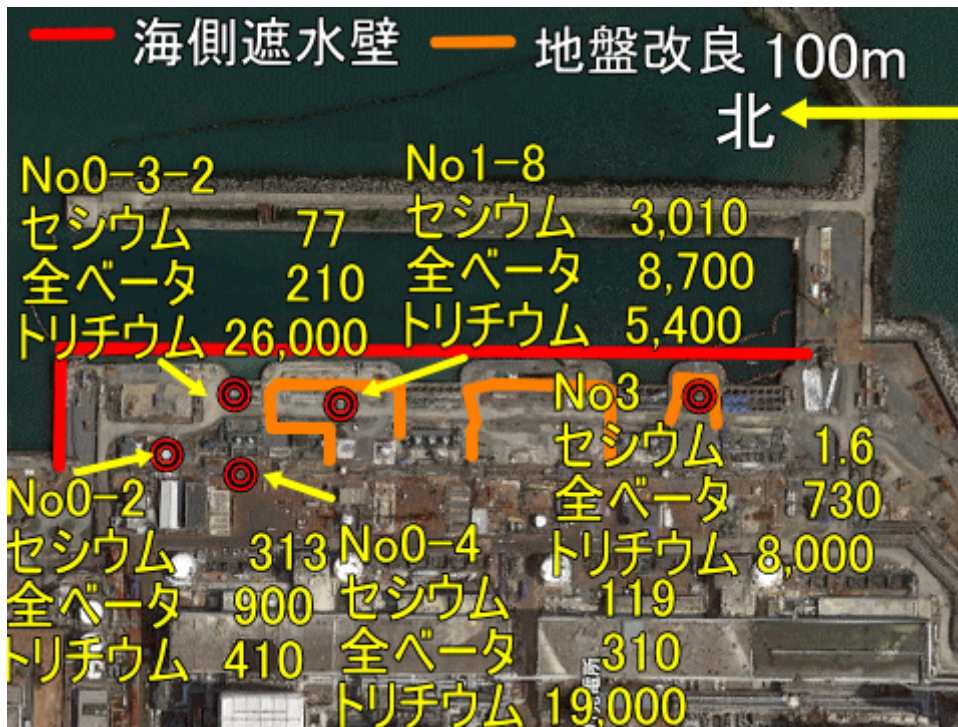 海側遮水壁 地盤改良 100m
北
No0-3-2
セシウム 77
全ベータ 210
トリチウム 26,000
No1-8
セシウム 3,010
全ベータ 8,700
トリチウム 5,400
No3
セシウム 1.6
全ベータ 730
トリチウム 8,000
No0-2
セシウム 313
全ベータ 900
トリチウム 410
No0-4
セシウム 119
全ベータ 310
トリチウム 19,000